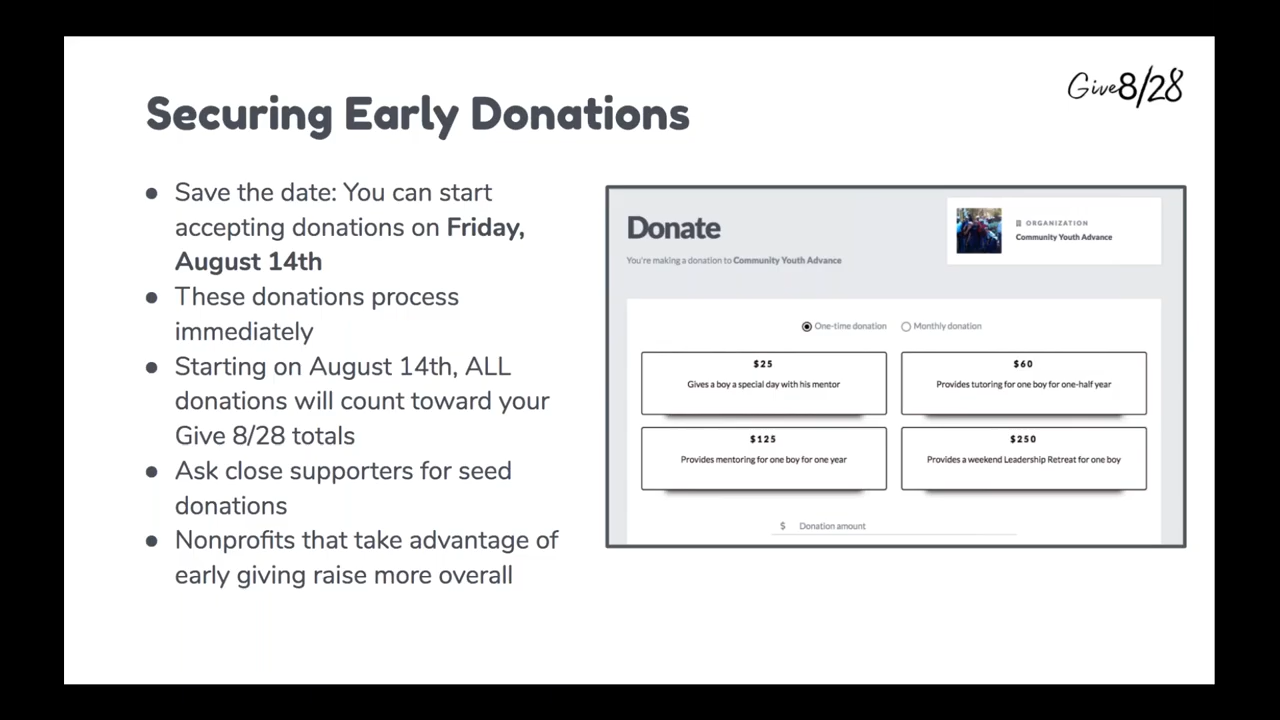 Give8/28
Securing Early Donations
● Save the date: You can start
accepting donations on Friday,
August 14th
● These donations process
immediately
● Starting on August 14th, ALL
donations will count toward your
Give 8/28 totals
● Ask close supporters for seed
donations
● Nonprofits that take advantage of
early giving raise more overall
Donate
You're making a donation to Community Youth Advance
ORGANIZATION
Community Youth Advance
One-time donation Monthly donation
$25
Gives a boy a special day with his mentor
$60
Provides tutoring for one boy for one-half year
$125
Provides mentoring for one boy for one year
$250
Provides a weekend Leadership Retreat for one boy
$ Donation amount